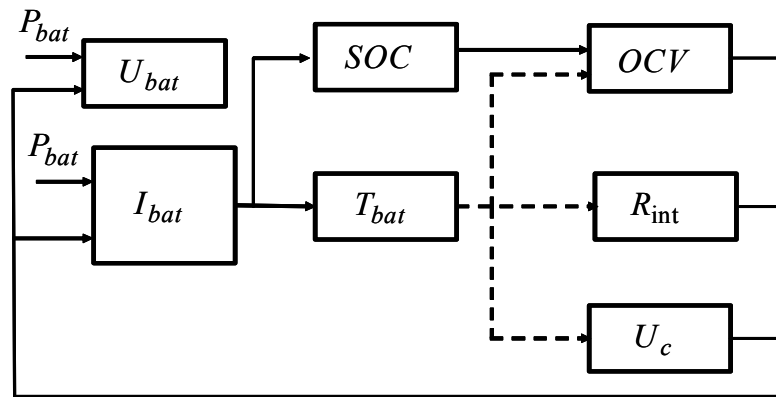 P_bat
U_bat
SOC
OCV
P_bat
I_bat
T_bat
R_int
U_c